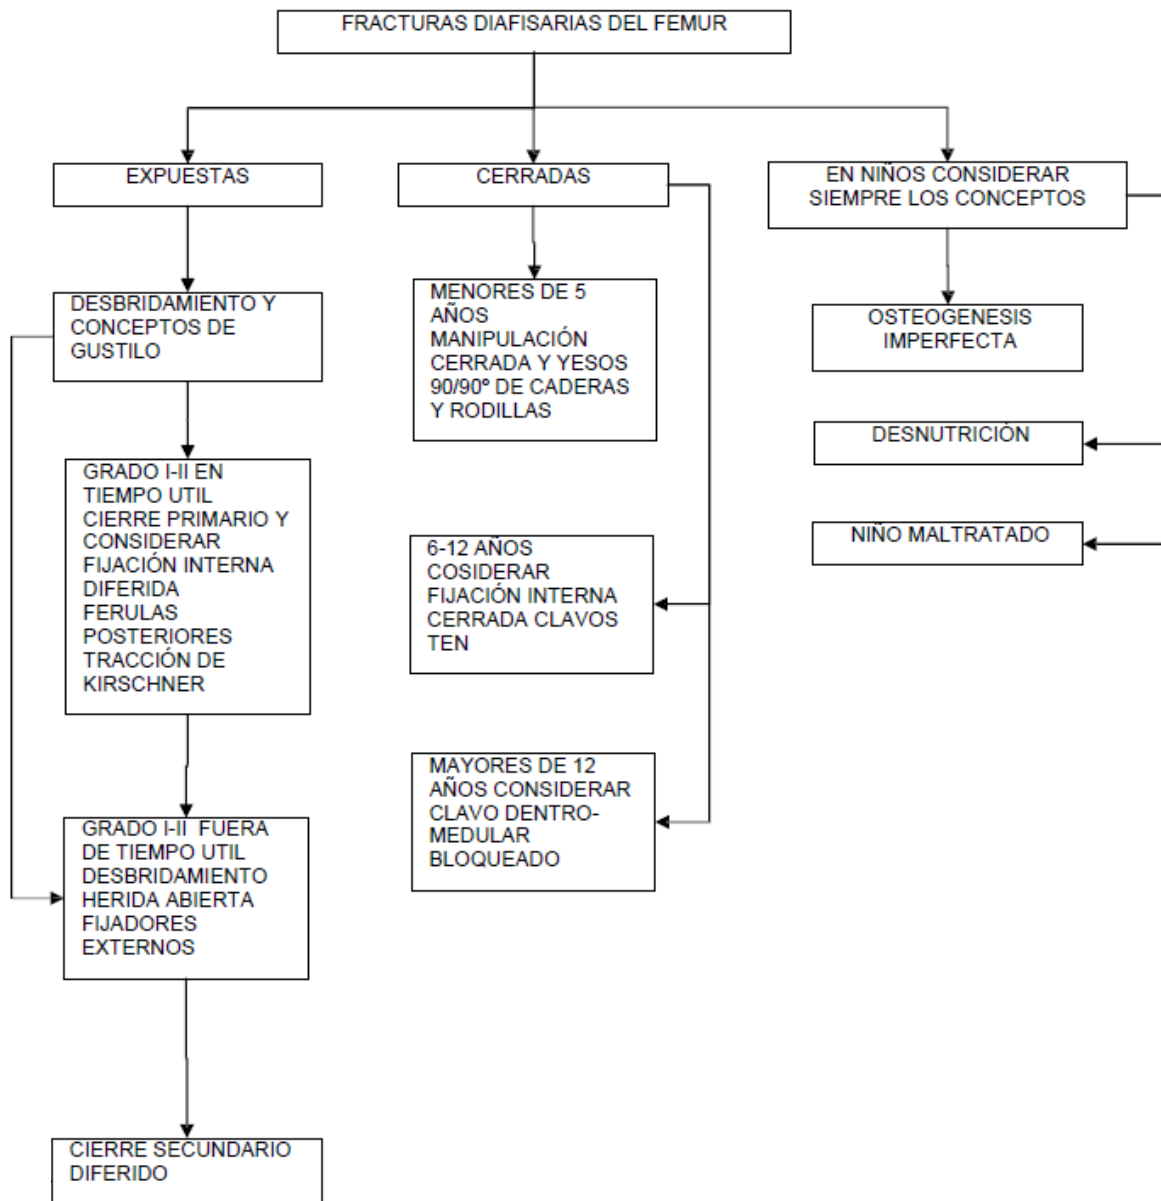 FRACTURAS DIAFISARIAS DEL FEMUR
EXPUESTAS
CERRADAS
EN NIÑOS CONSIDERAR
SIEMPRE LOS CONCEPTOS
DESBRIDAMIENTO Y
CONCEPTOS DE
GUSTILO
MENORES DE 5
AÑOS
MANIPULACIÓN
CERRADA Y YESOS
90/90º DE CADERAS
Y RODILLAS
OSTEOGENESIS
IMPERFECTA
DESNUTRICIÓN
GRADO I-II EN
TIEMPO UTIL
CIERRE PRIMARIO Y
CONSIDERAR
FIJACIÓN INTERNA
DIFERIDA
FERULAS
POSTERIORES
TRACCIÓN DE
KIRSCHNER
6-12 AÑOS
COSIDERAR
FIJACIÓN INTERNA
CERRADA CLAVOS
TEN
NIÑO MALTRATADO
MAYORES DE 12
AÑOS CONSIDERAR
CLAVO DENTRO-
MEDULAR
BLOQUEADO
GRADO I-II FUERA
DE TIEMPO UTIL
DESBRIDAMIENTO
HERIDA ABIERTA
FIJADORES
EXTERNOS
CIERRE SECUNDARIO
DIFERIDO